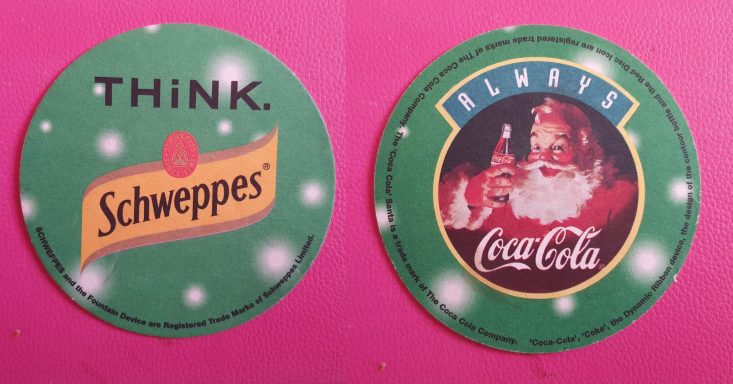 THiNK.
Schweppes®
SCHWEPPES and the Fountain Device are Registered Trade Marks of Schweppes Limited.
ALWAYS
Coca-Cola
Coca-Cola
'Coca-Cola', 'Coke', the Dynamic Ribbon device, the design of the contour bottle and the Red Disc Icon are registered trade marks of The Coca Cola Company. The 'Coca Cola' Santa is a trade mark of The Coca Cola Company.